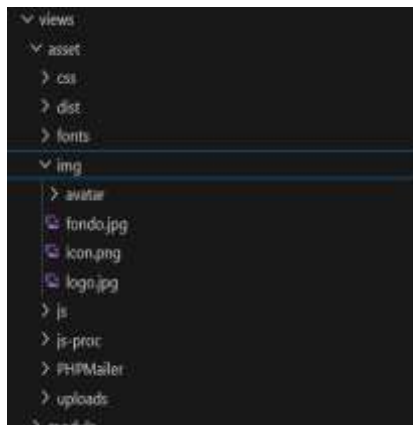 views
asset
css
dist
fonts
img
avatar
fondo.jpg
icon.png
logo.jpg
js
js-proc
PHPMailer
uploads